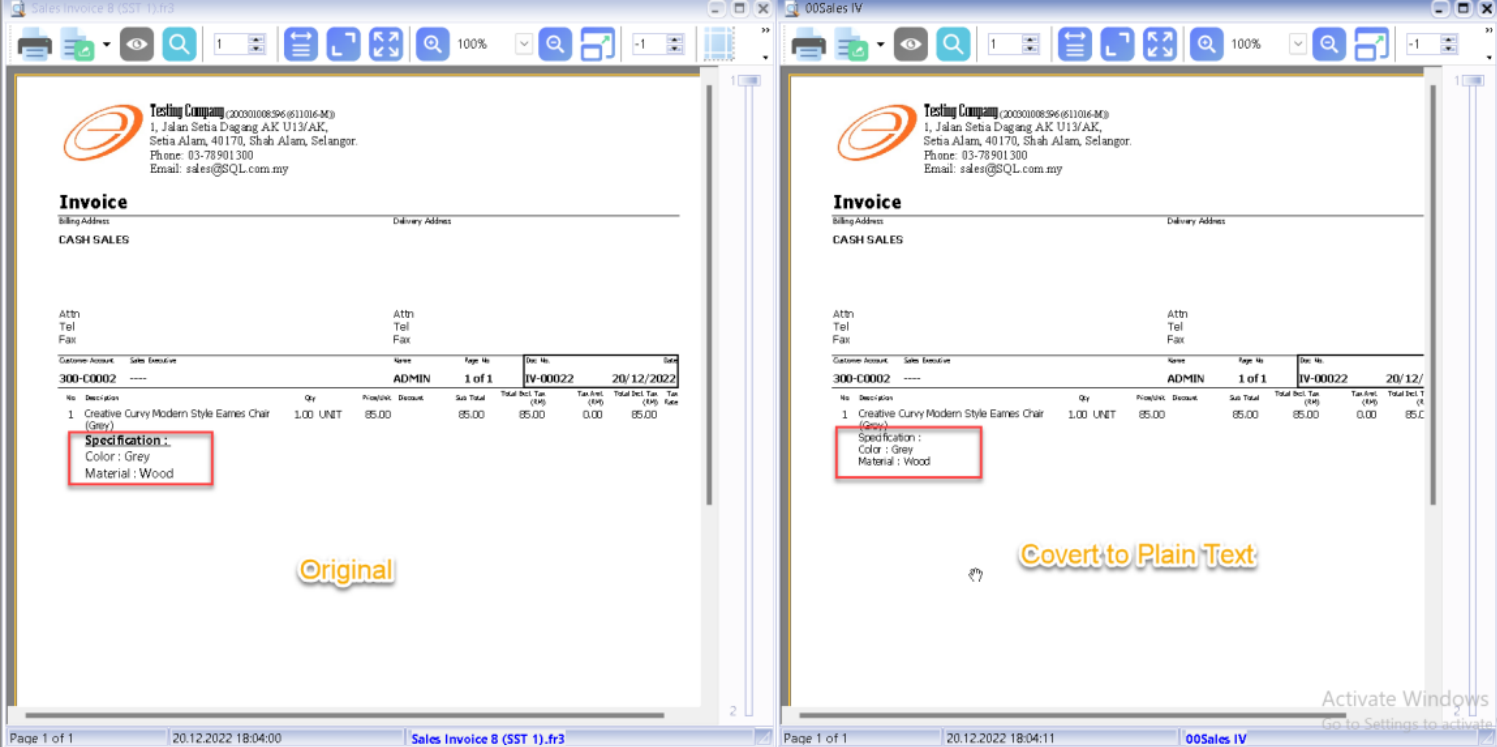 Sales Invoice 8 (SST 1).fr3
1
100%
-1
Testing Company (200301008596 (611016-M))
1, Jalan Setia Dagang AK U13/AK,
Setia Alam, 40170, Shah Alam, Selangor.
Phone: 03-78901300
Email: sales@SQL.com.my
Invoice
Billing Address Delivery Address
CASH SALES
Attn Attn
Tel Tel
Fax Fax
Customer Account Sales Executive Name Page No Doc No. Date
300-C0002 ---- ADMIN 1 of 1 IV-00022 20/12/2022
No Description Qty Price/Unit Discount Sub Total Total Excl. Tax (RM) Tax Amt. (RM) Total Incl. Tax (RM) Tax Rate
1 Creative Curvy Modern Style Eames Chair 1.00 UNIT 85.00 85.00 85.00 0.00 85.00
(Grey)
Specification :
Color : Grey
Material : Wood
Original
1
2
Page 1 of 1 20.12.2022 18:04:00 Sales Invoice 8 (SST 1).fr3
00Sales IV
1
100%
-1
Testing Company (200301008596 (611016-M))
1, Jalan Setia Dagang AK U13/AK,
Setia Alam, 40170, Shah Alam, Selangor.
Phone: 03-78901300
Email: sales@SQL.com.my
Invoice
Billing Address Delivery Address
CASH SALES
Attn Attn
Tel Tel
Fax Fax
Customer Account Sales Executive Name Page No Doc No.
300-C0002 ---- ADMIN 1 of 1 IV-00022 20/12/
No Description Qty Price/Unit Discount Sub Total Total Excl. Tax (RM) Tax Amt. (RM) Total Incl. Tax (RM)
1 Creative Curvy Modern Style Eames Chair 1.00 UNIT 85.00 85.00 85.00 0.00 85.0
(Grey)
Specification :
Color : Grey
Material : Wood
Covert to Plain Text
1
2
Activate Windows
Go to Settings to activate
Page 1 of 1 20.12.2022 18:04:11 00Sales IV